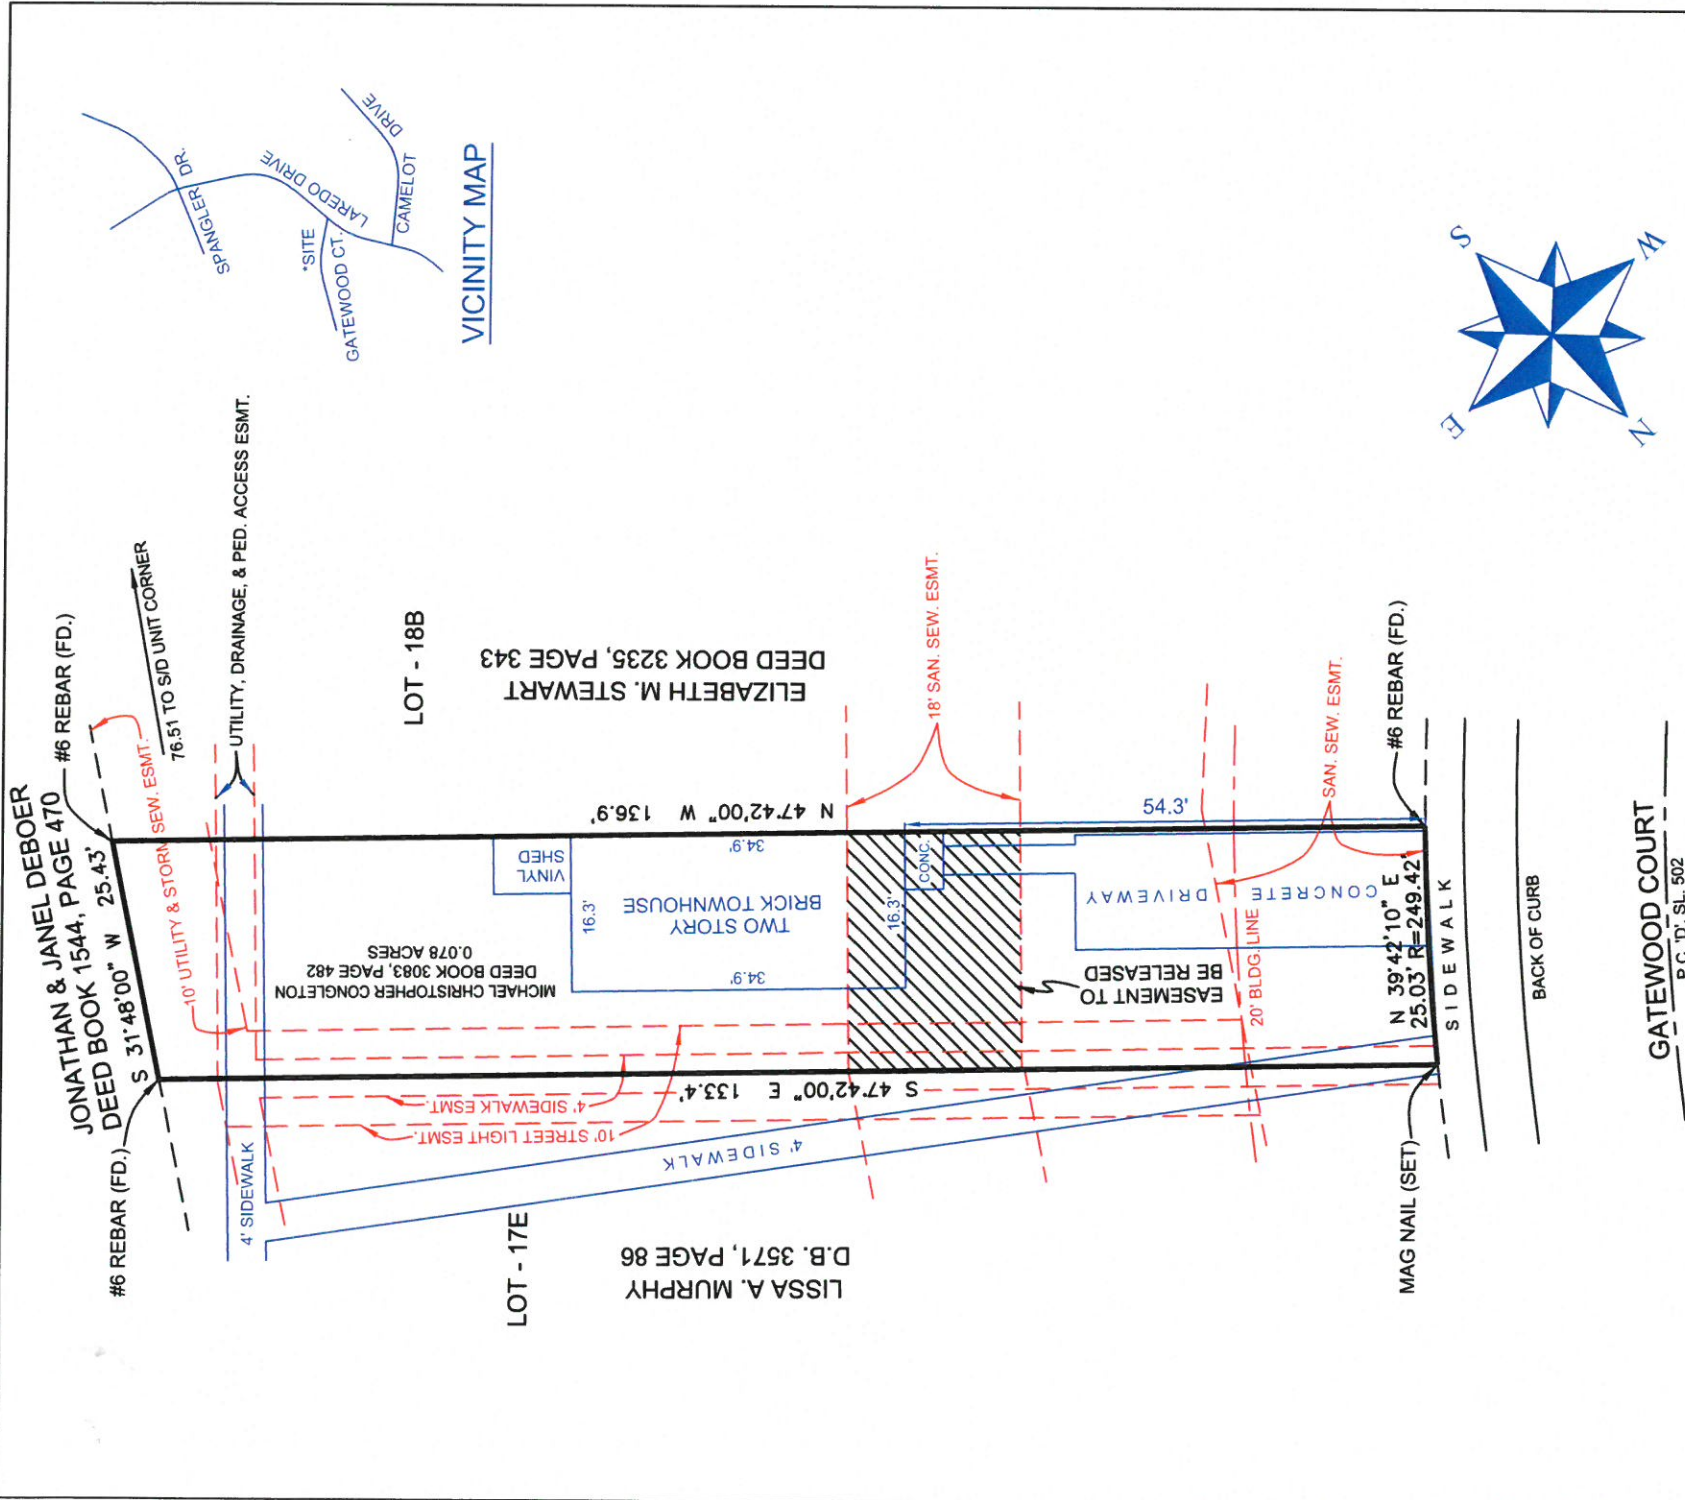 JONATHAN & JANEL DEBOER
DEED BOOK 1544, PAGE 470
S 31°48'00" W 25.43'
#6 REBAR (FD.)
#6 REBAR (FD.)
76.51 TO S/D UNIT CORNER
10' UTILITY & STORM SEW. ESMT.
UTILITY, DRAINAGE, & PED. ACCESS ESMT.
SPANGLER DR.
LAREDO DRIVE
CAMELOT DRIVE
*SITE
GATEWOOD CT.
VICINITY MAP
LOT - 18B
ELIZABETH M. STEWART
DEED BOOK 3235, PAGE 343
N 47°42'00" W 136.9'
18' SAN. SEW. ESMT.
VINYL
SHED
MICHAEL CHRISTOPHER CONGLETON
DEED BOOK 3083, PAGE 482
0.078 ACRES
TWO STORY
BRICK TOWNHOUSE
34.9'
34.9'
16.3'
16.3'
CONC.
54.3'
CONCRETE DRIVEWAY
EASEMENT TO
BE RELEASED
20' BLDG. LINE
SAN. SEW. ESMT.
S 47°42'00" E 133.4'
4' SIDEWALK ESMT.
10' STREET LIGHT ESMT.
4' SIDEWALK
4' SIDEWALK
LOT - 17E
LISSA A. MURPHY
D.B. 3571, PAGE 86
MAG NAIL (SET)
N 39°42'10" E
25.03' R=249.42'
#6 REBAR (FD.)
SIDEWALK
BACK OF CURB
GATEWOOD COURT
P.C. 'D', SL. 502
S
W
N
E